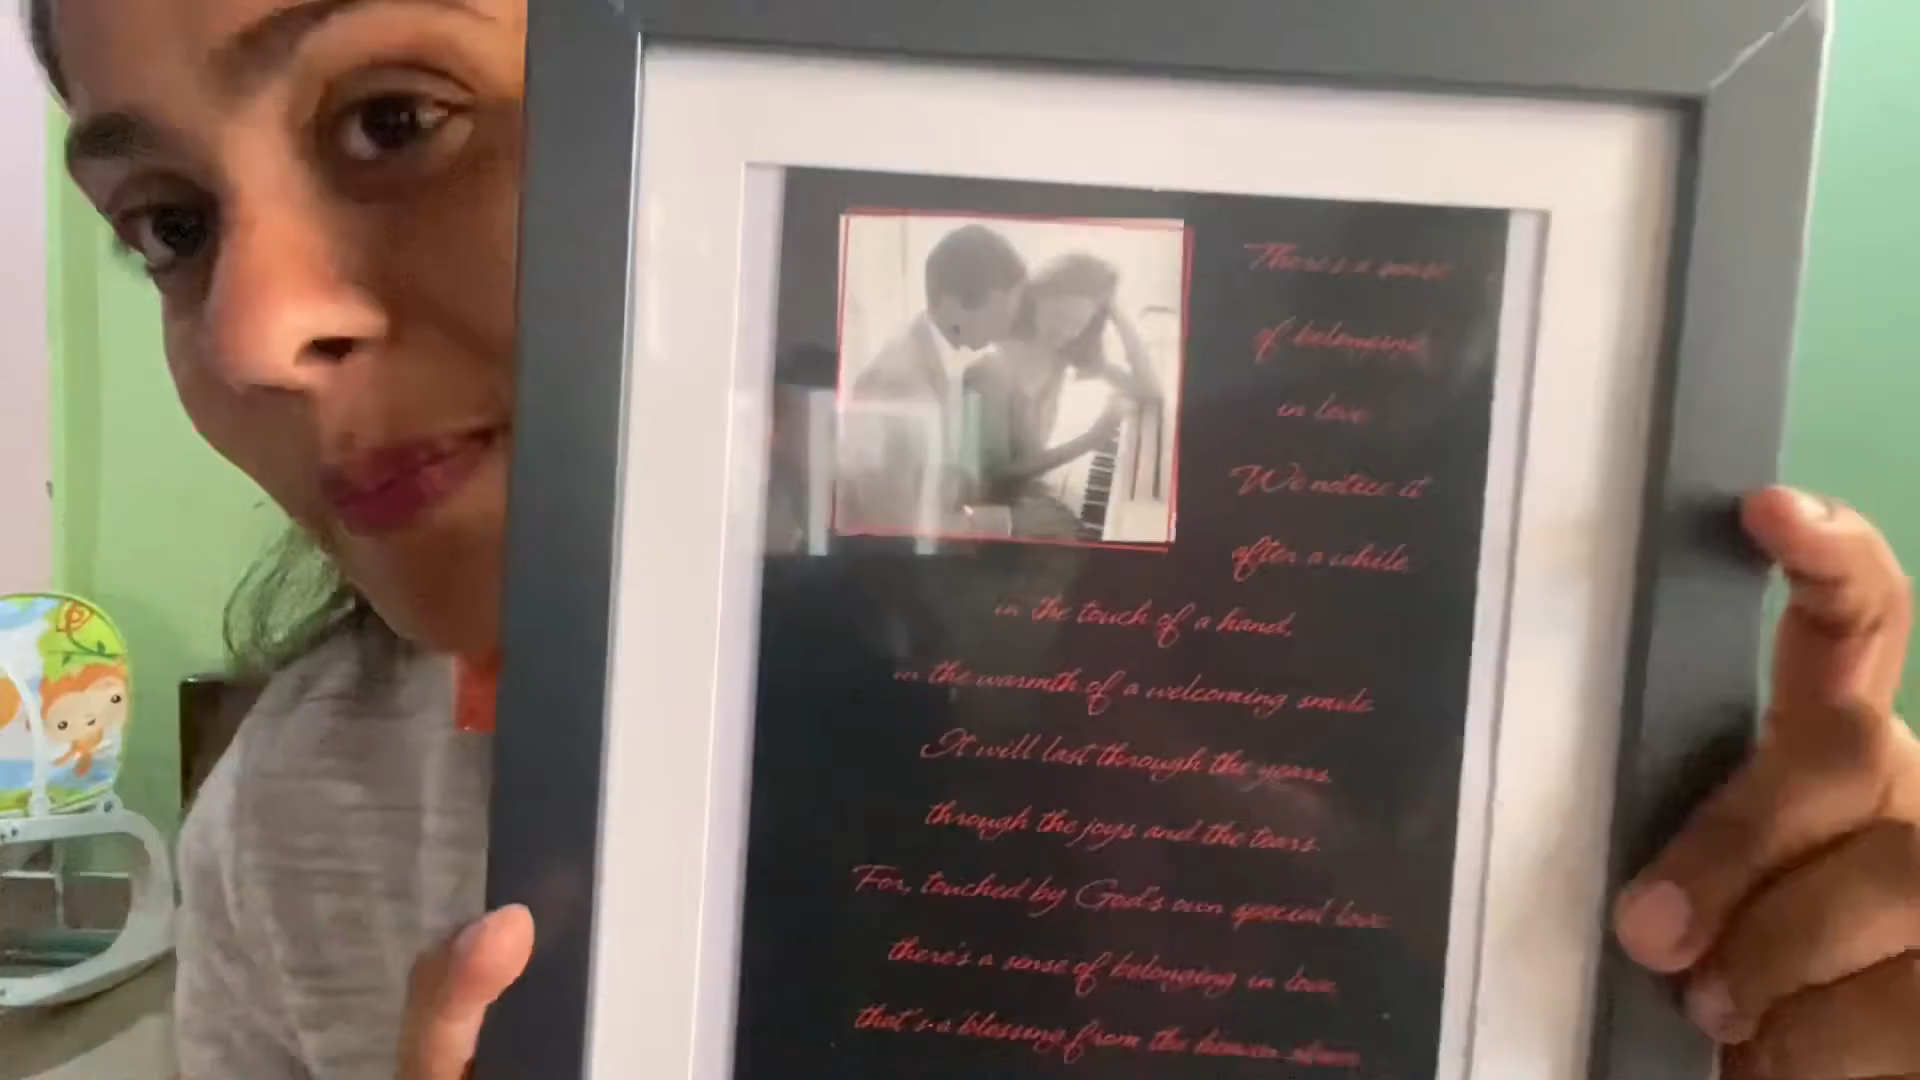 There's a sense
of belonging
in love
We notice it
after a while
in the touch of a hand,
in the warmth of a welcoming smile
It will last through the years
through the joys and the tears.
For, touched by God's own special love
there's a sense of belonging in love
that's a blessing from the heaven above